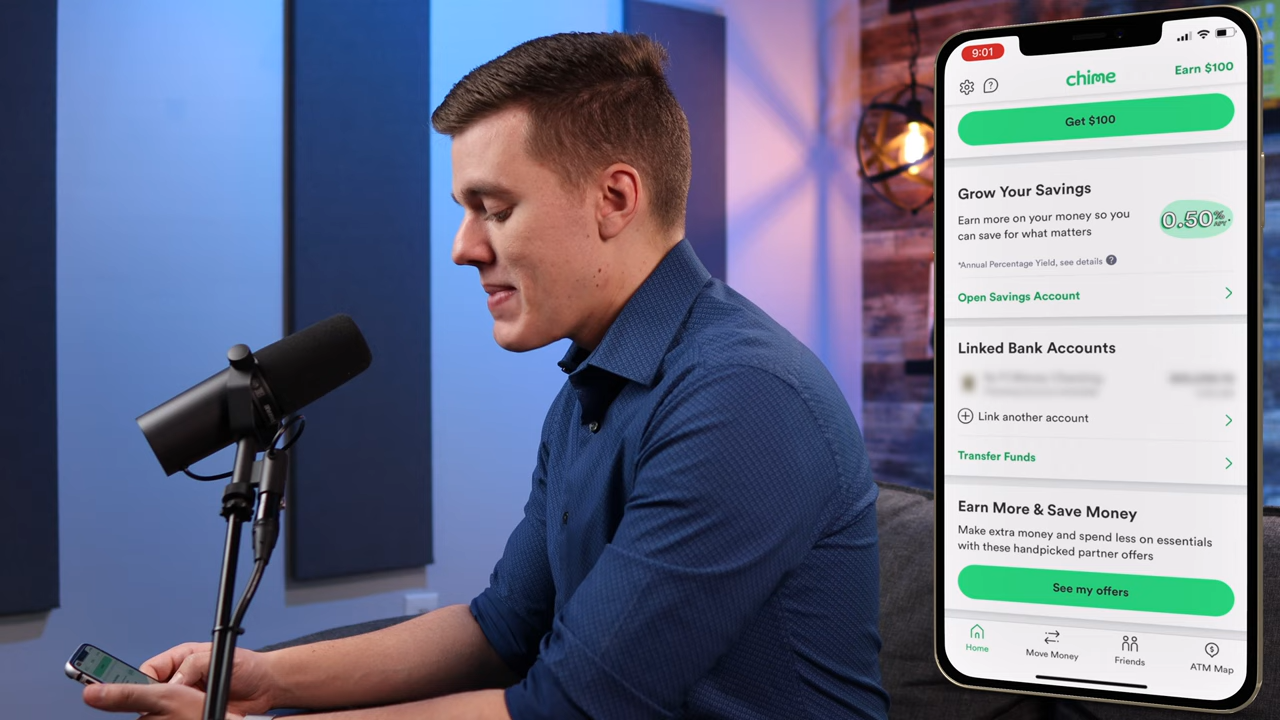 9:01
chime
Earn $100
Get $100
Grow Your Savings
Earn more on your money so you
can save for what matters
0.50% APY*
*Annual Percentage Yield, see details ?
Open Savings Account
Linked Bank Accounts
Link another account
Transfer Funds
Earn More & Save Money
Make extra money and spend less on essentials
with these handpicked partner offers
See my offers
Home
Move Money
Friends
ATM Map